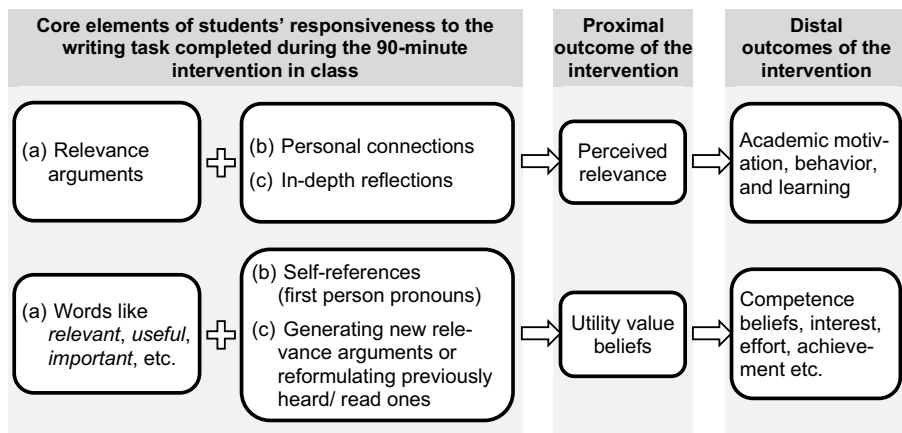 Core elements of students’ responsiveness to the
writing task completed during the 90-minute
intervention in class
Proximal
outcome of the
intervention
Distal
outcomes of the
intervention
(a) Relevance
arguments
(b) Personal connections
(c) In-depth reflections
Perceived
relevance
Academic motiv-
ation, behavior,
and learning
(a) Words like
relevant, useful,
important, etc.
(b) Self-references
(first person pronouns)
(c) Generating new rele-
vance arguments or
reformulating previously
heard/ read ones
Utility value
beliefs
Competence
beliefs, interest,
effort, achieve-
ment etc.